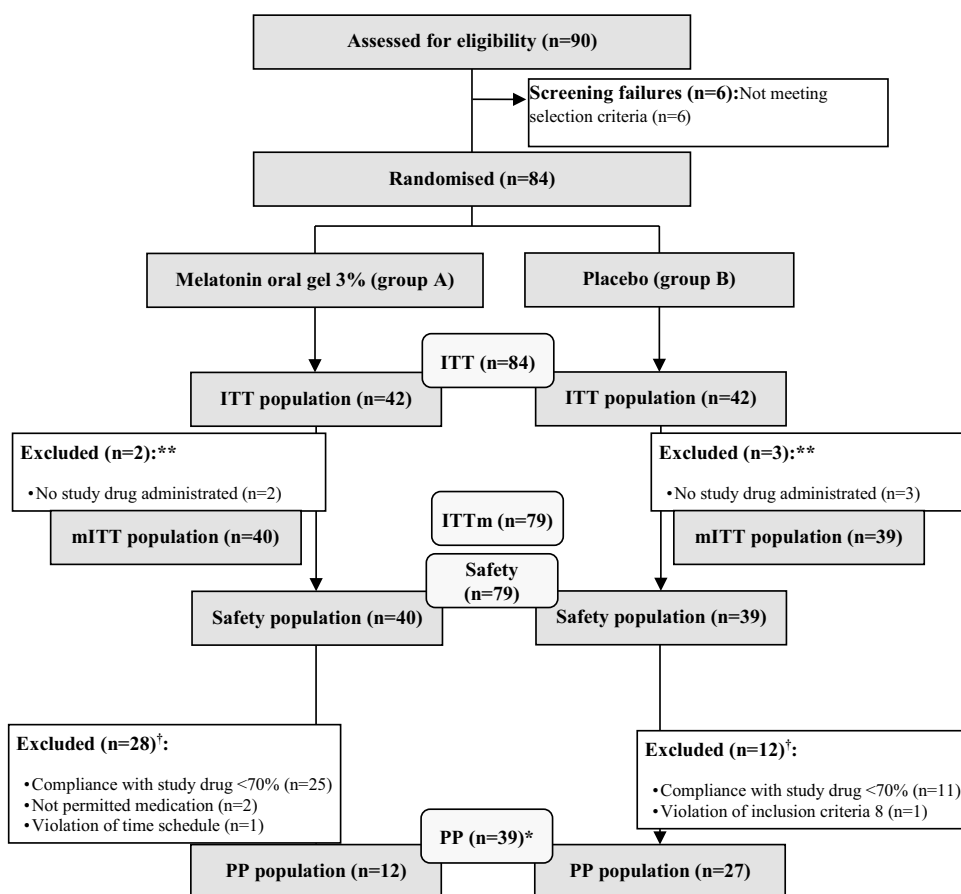 Assessed for eligibility (n=90)
Screening failures (n=6):Not meeting
selection criteria (n=6)
Randomised (n=84)
Melatonin oral gel 3% (group A)
Placebo (group B)
ITT (n=84)
ITT population (n=42)
ITT population (n=42)
Excluded (n=2):**
•No study drug administrated (n=2)
Excluded (n=3):**
•No study drug administrated (n=3)
mITT population (n=40)
ITTm (n=79)
mITT population (n=39)
Safety
(n=79)
Safety population (n=40)
Safety population (n=39)
Excluded (n=28)†:
•Compliance with study drug <70% (n=25)
•Not permitted medication (n=2)
•Violation of time schedule (n=1)
Excluded (n=12)†:
•Compliance with study drug <70% (n=11)
•Violation of inclusion criteria 8 (n=1)
PP (n=39)*
PP population (n=12)
PP population (n=27)